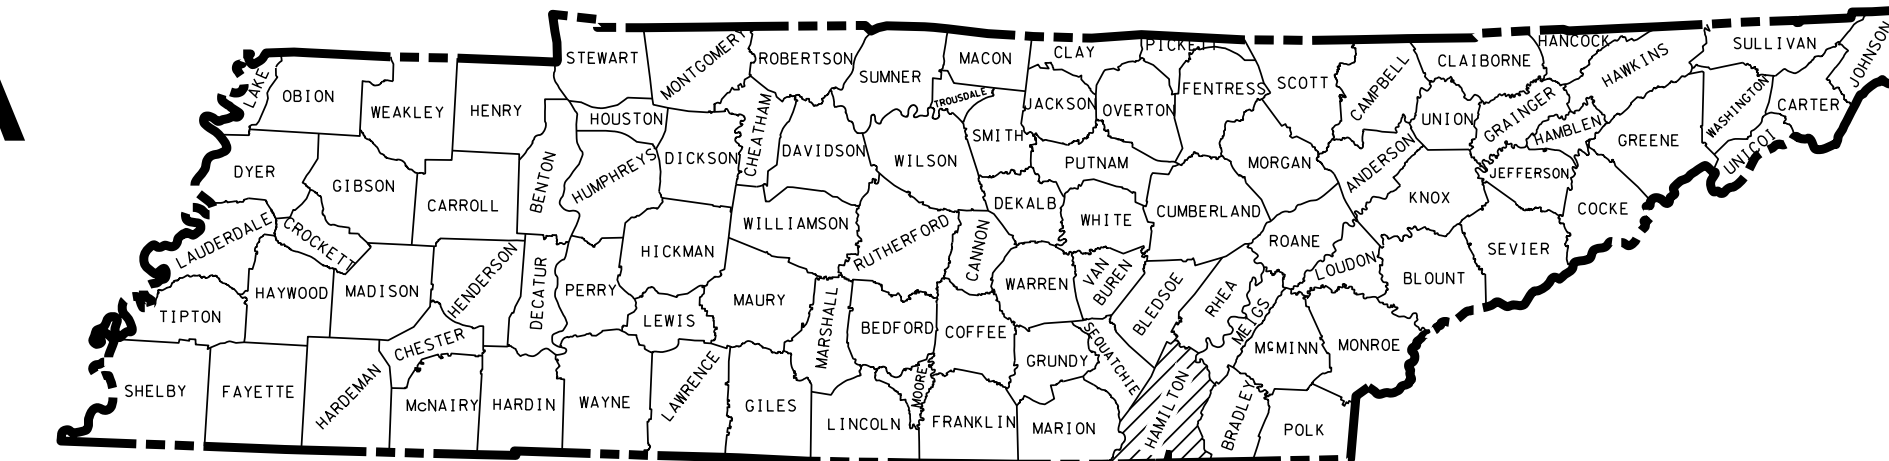 STEWART
MONTGOMERY
ROBERTSON
SUMNER
MACON
CLAY
PICKETT
SCOTT
CAMPBELL
CLAIBORNE
HANCOCK
HAWKINS
SULLIVAN
JOHNSON
LAKE
OBION
WEAKLEY
HENRY
HOUSTON
CHEATHAM
TROUSDALE
JACKSON
OVERTON
FENTRESS
UNION
GRAINGER
HAMBLEN
GREENE
WASHINGTON
CARTER
UNICOI
DYER
GIBSON
CARROLL
BENTON
HUMPHREYS
DICKSON
DAVIDSON
WILSON
SMITH
PUTNAM
MORGAN
ANDERSON
KNOX
JEFFERSON
COCKE
LAUDERDALE
CROCKETT
HENDERSON
DECATUR
HICKMAN
WILLIAMSON
RUTHERFORD
CANNON
DEKALB
WHITE
CUMBERLAND
ROANE
LOUDON
BLOUNT
SEVIER
TIPTON
HAYWOOD
MADISON
CHESTER
PERRY
LEWIS
MAURY
MARSHALL
BEDFORD
COFFEE
WARREN
VAN
BUREN
BLEDSOE
RHEA
MEIGS
McMINN
MONROE
SHELBY
FAYETTE
HARDEMAN
McNAIRY
HARDIN
WAYNE
LAWRENCE
GILES
LINCOLN
MOORE
FRANKLIN
GRUNDY
SEQUATCHIE
MARION
HAMILTON
BRADLEY
POLK